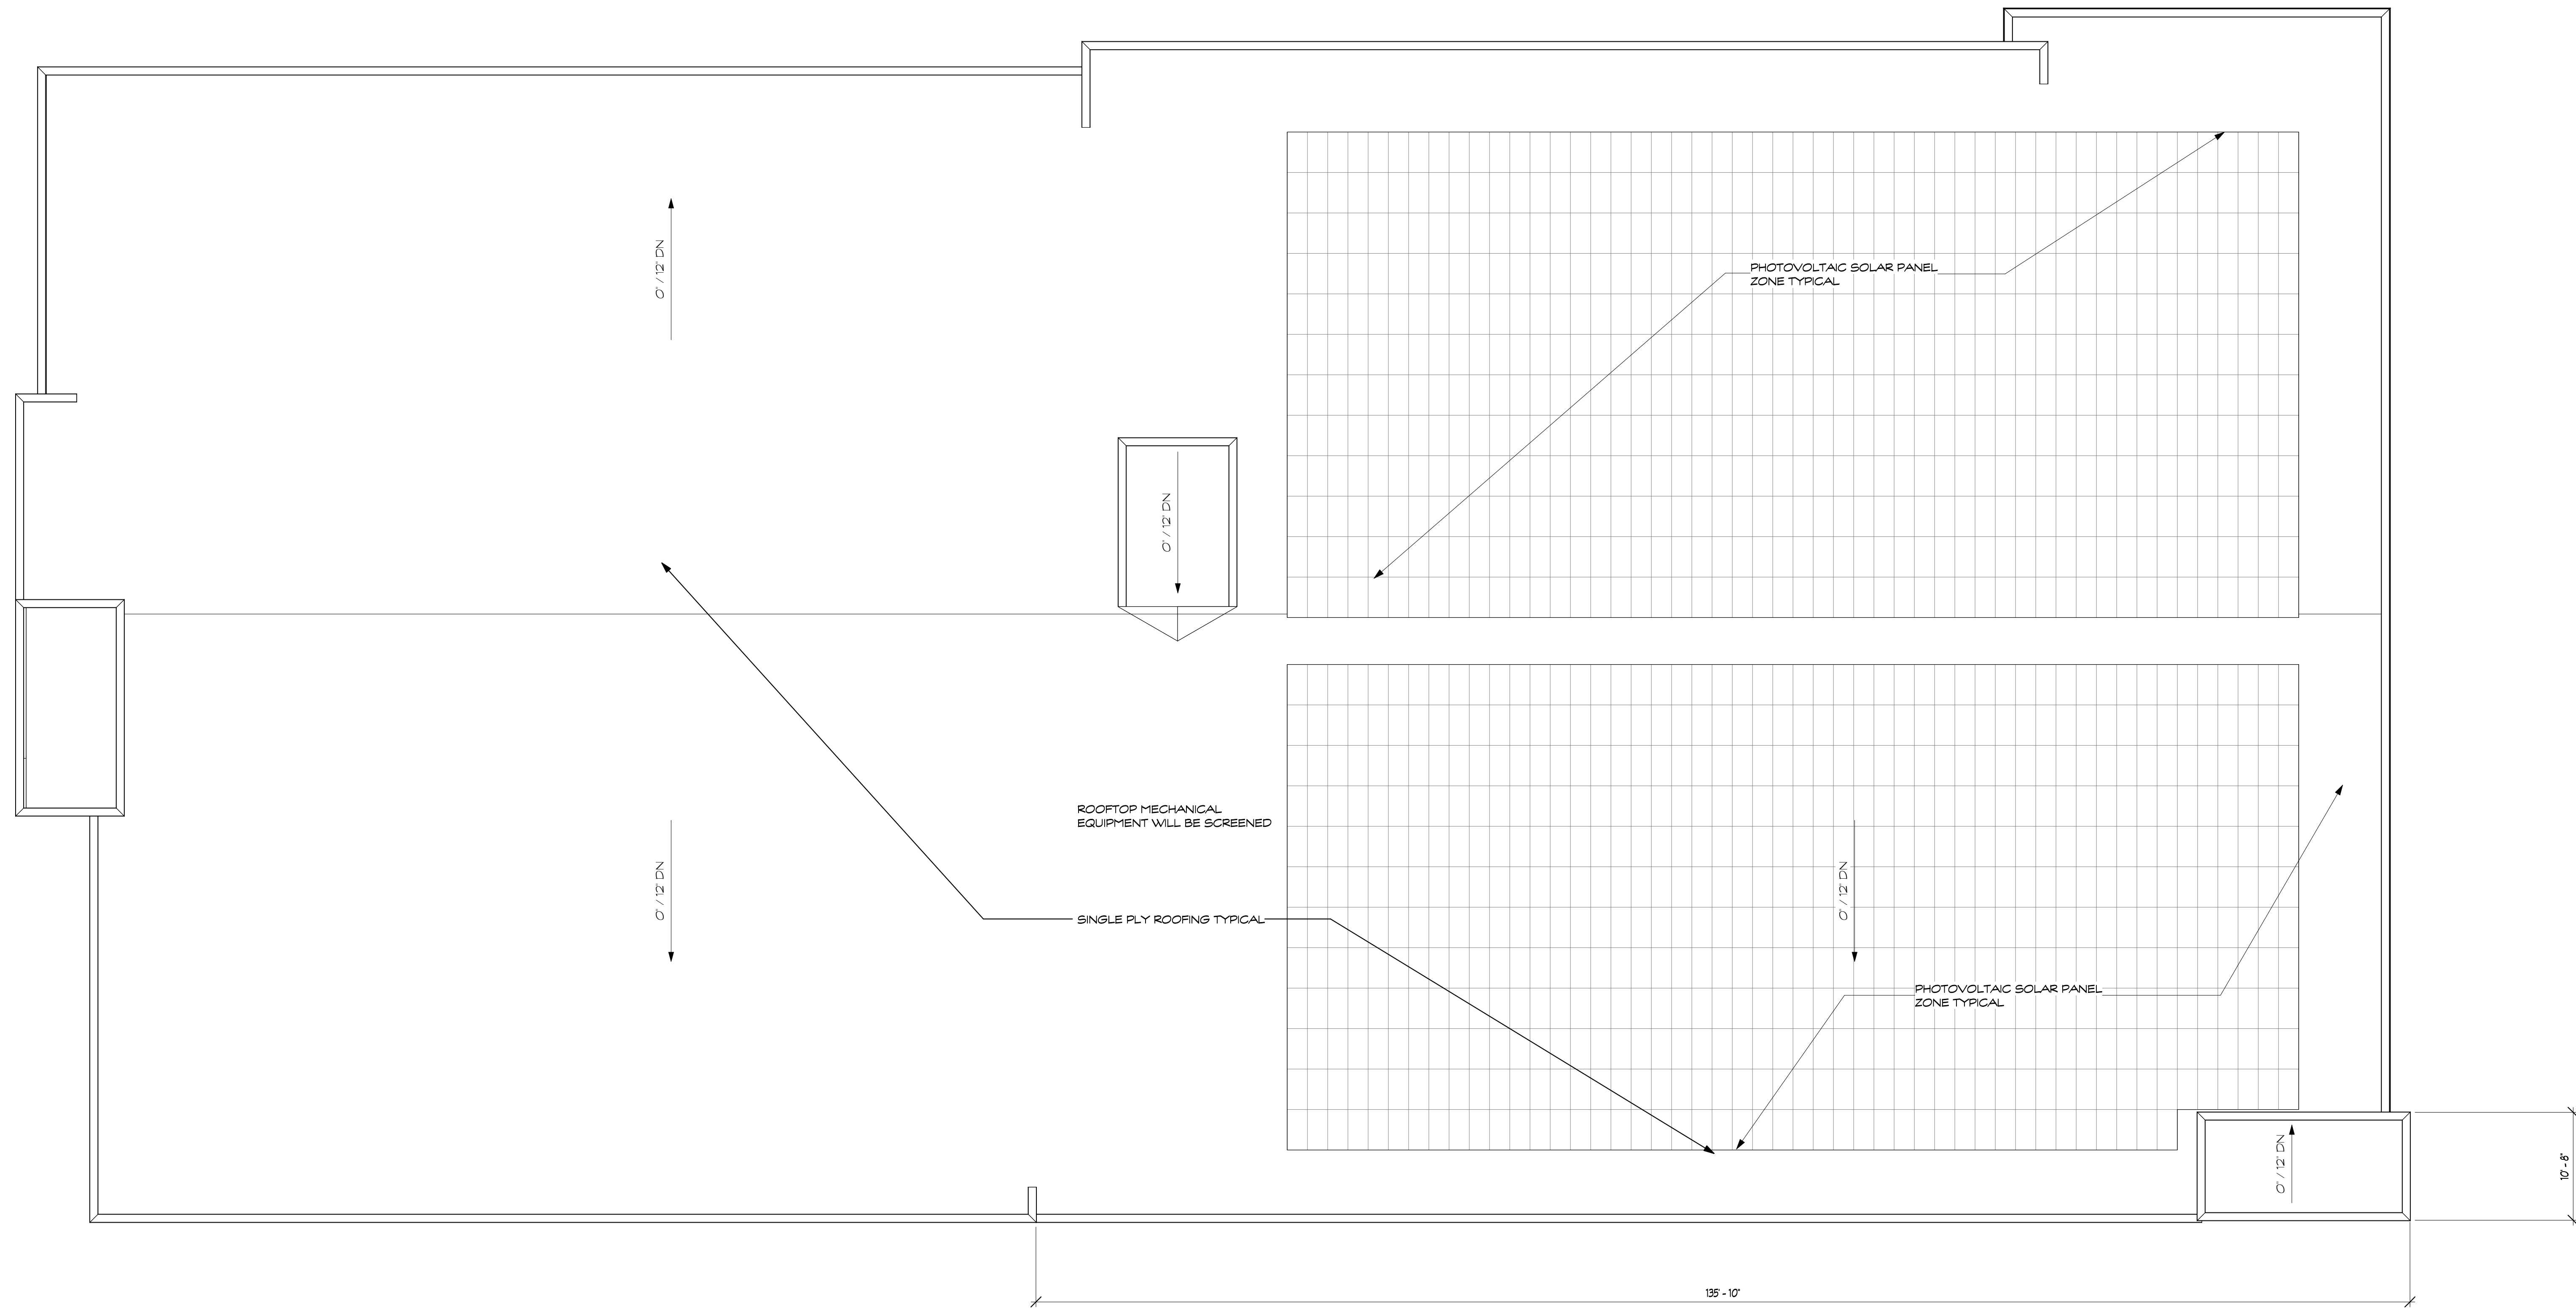 PHOTOVOLTAIC SOLAR PANEL
ZONE TYPICAL
0" / 12" DN
0" / 12" DN
ROOFTOP MECHANICAL
EQUIPMENT WILL BE SCREENED
0" / 12" DN
0" / 12" DN
SINGLE PLY ROOFING TYPICAL
PHOTOVOLTAIC SOLAR PANEL
ZONE TYPICAL
0" / 12" DN
10' - 8"
135' - 10"